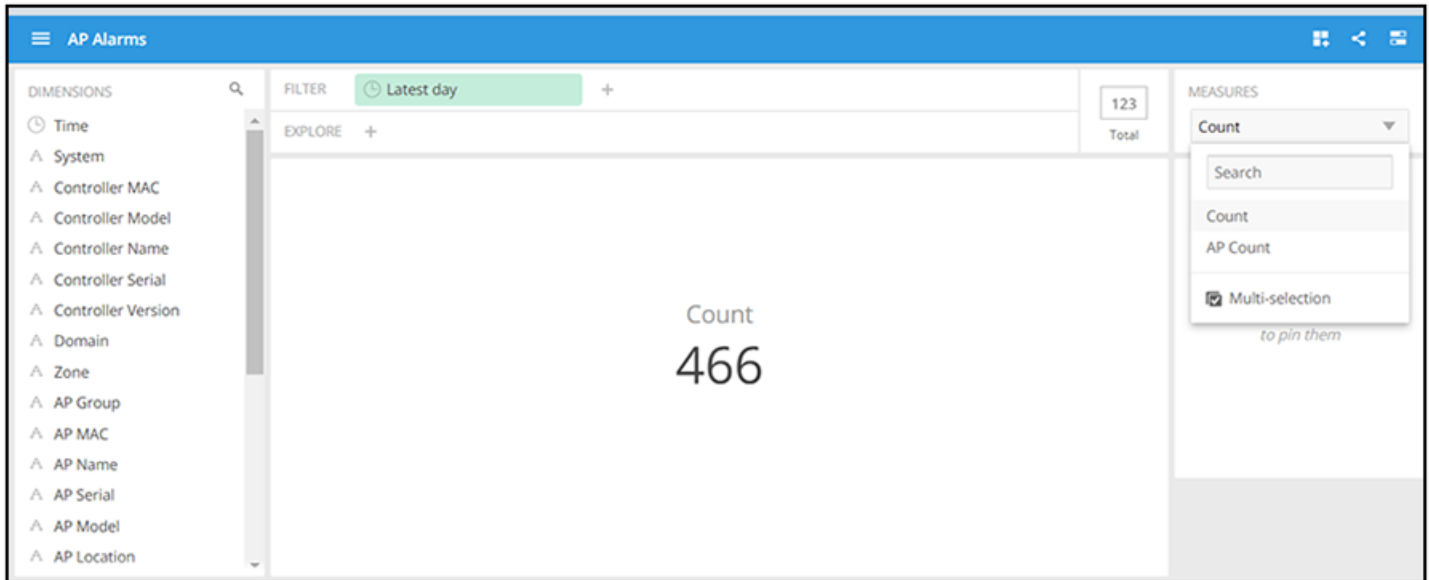 AP Alarms
DIMENSIONS
Time
System
Controller MAC
Controller Model
Controller Name
Controller Serial
Controller Version
Domain
Zone
AP Group
AP MAC
AP Name
AP Serial
AP Model
AP Location
FILTER Latest day +
EXPLORE +
123
Total
Count
466
MEASURES
Count
Search
Count
AP Count
Multi-selection
to pin them